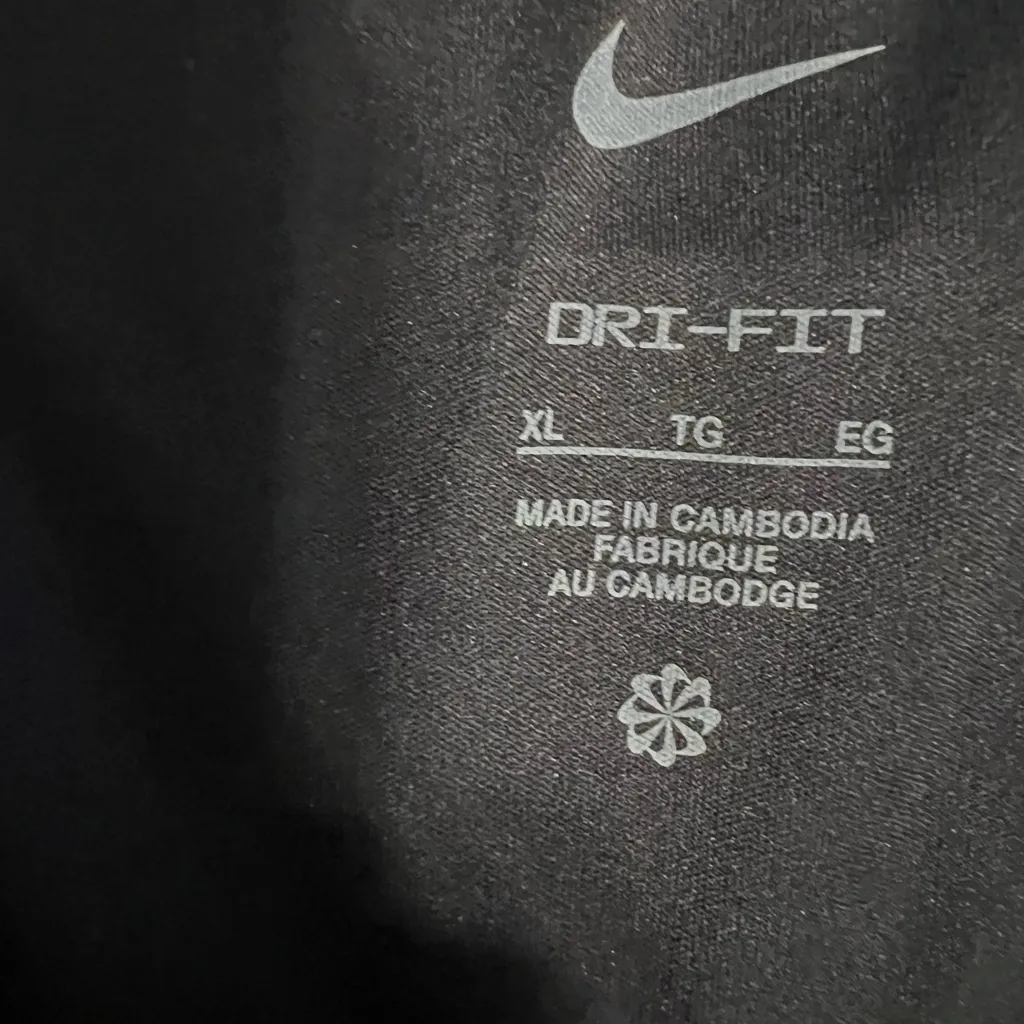 DRI-FIT
XL TG EG
MADE IN CAMBODIA
FABRIQUE
AU CAMBODGE